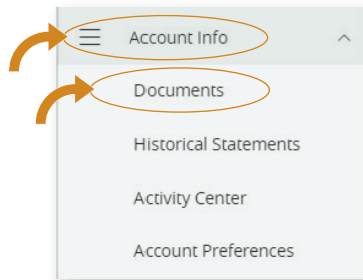 Account Info
Documents
Historical Statements
Activity Center
Account Preferences